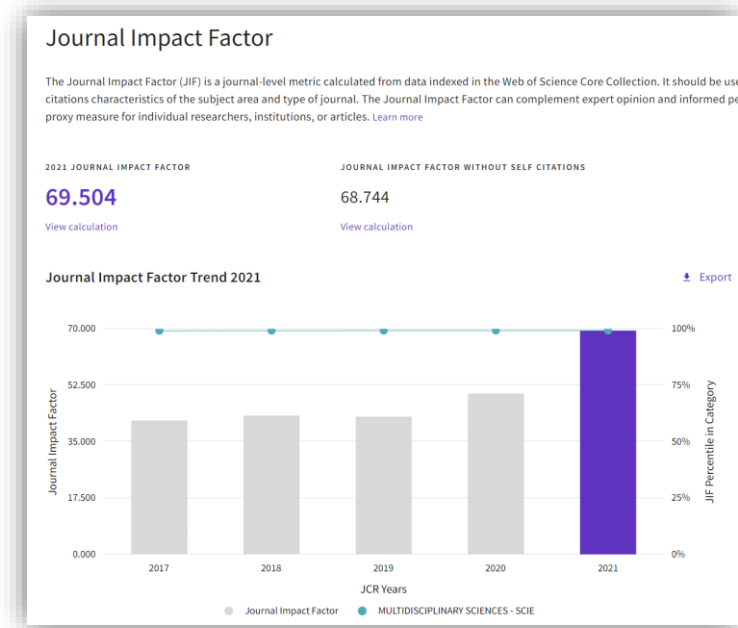 Journal Impact Factor
The Journal Impact Factor (JIF) is a journal-level metric calculated from data indexed in the Web of Science Core Collection. It should be use
citations characteristics of the subject area and type of journal. The Journal Impact Factor can complement expert opinion and informed pe
proxy measure for individual researchers, institutions, or articles. Learn more
2021 JOURNAL IMPACT FACTOR
69.504
View calculation
JOURNAL IMPACT FACTOR WITHOUT SELF CITATIONS
68.744
View calculation
Journal Impact Factor Trend 2021
Export
70.000
52.500
35.000
17.500
0.000
Journal Impact Factor
100%
75%
50%
25%
0%
JIF Percentile in Category
2017 2018 2019 2020 2021
JCR Years
Journal Impact Factor MULTIDISCIPLINARY SCIENCES - SCIE